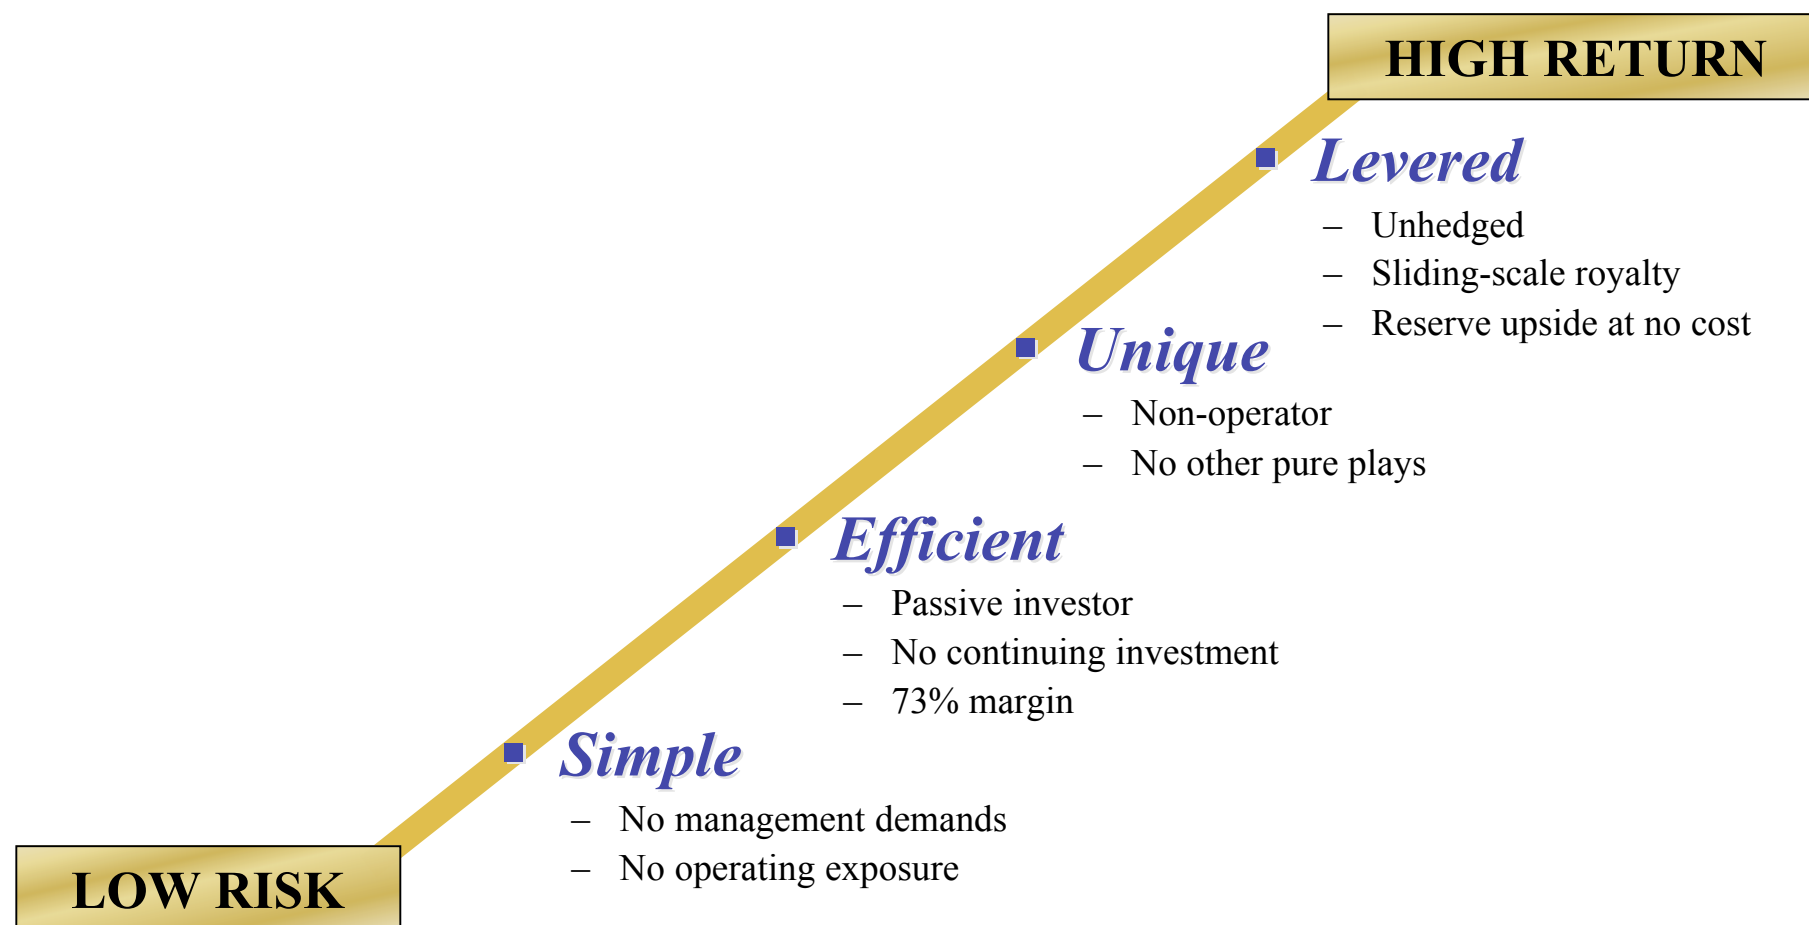 HIGH RETURN
Levered
– Unhedged
– Sliding-scale royalty
– Reserve upside at no cost
Unique
– Non-operator
– No other pure plays
Efficient
– Passive investor
– No continuing investment
– 73% margin
Simple
– No management demands
– No operating exposure
LOW RISK